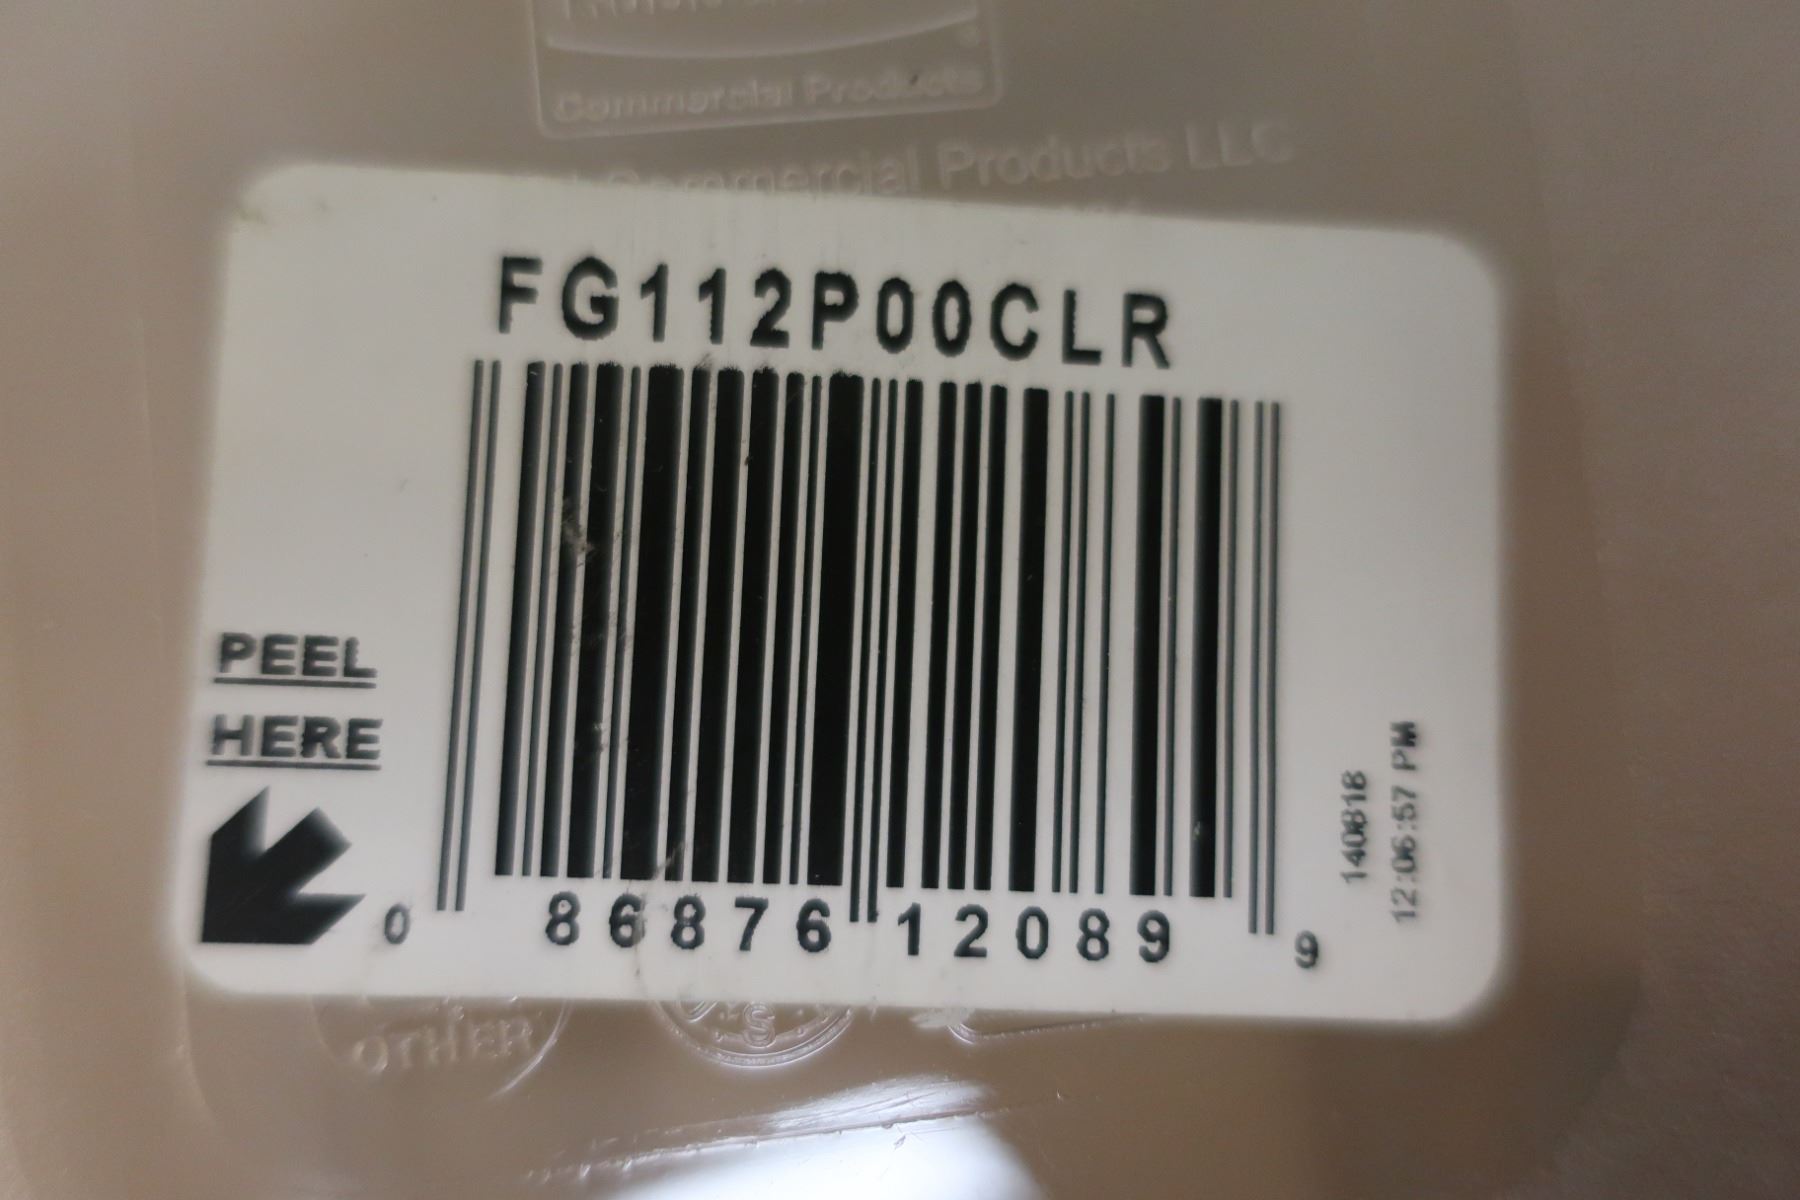 Commercial Products
Commercial Products LLC
FG112P00CLR
PEEL
HERE
0 86876 12089 9
140818
12:06:57 PM
OTHER